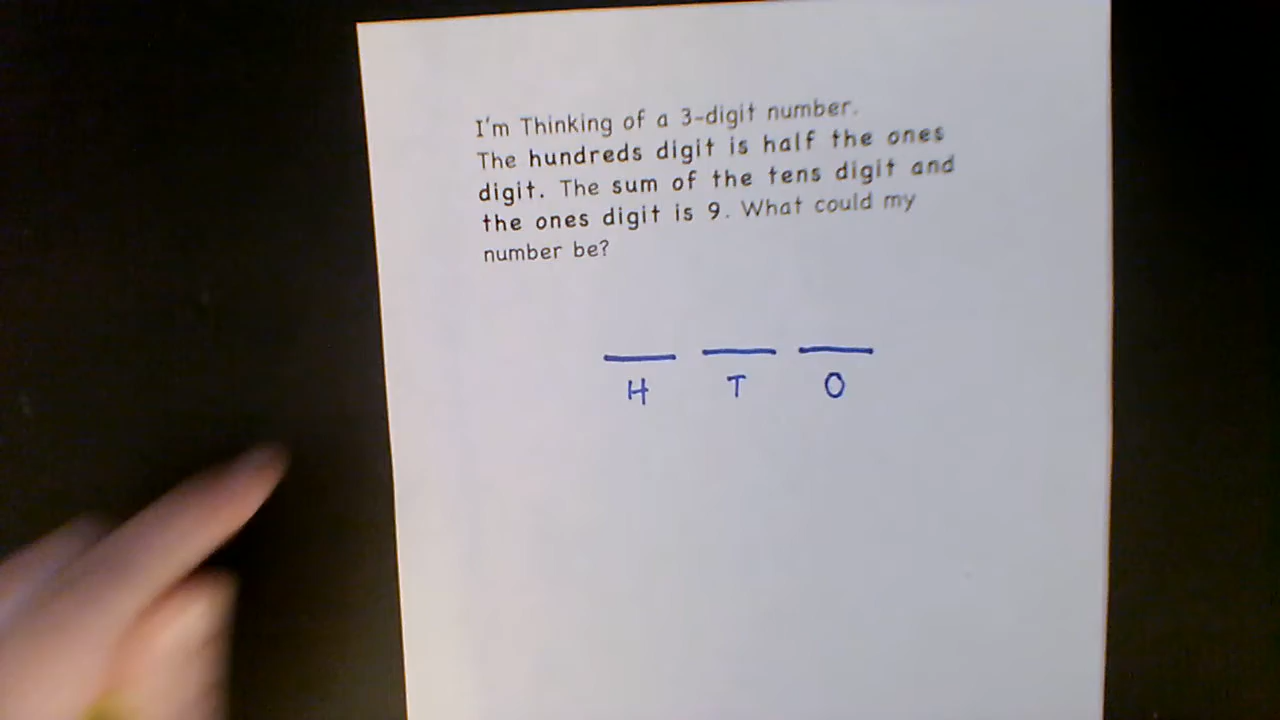 I'm Thinking of a 3-digit number.
The hundreds digit is half the ones
digit. The sum of the tens digit and
the ones digit is 9. What could my
number be?
H T O